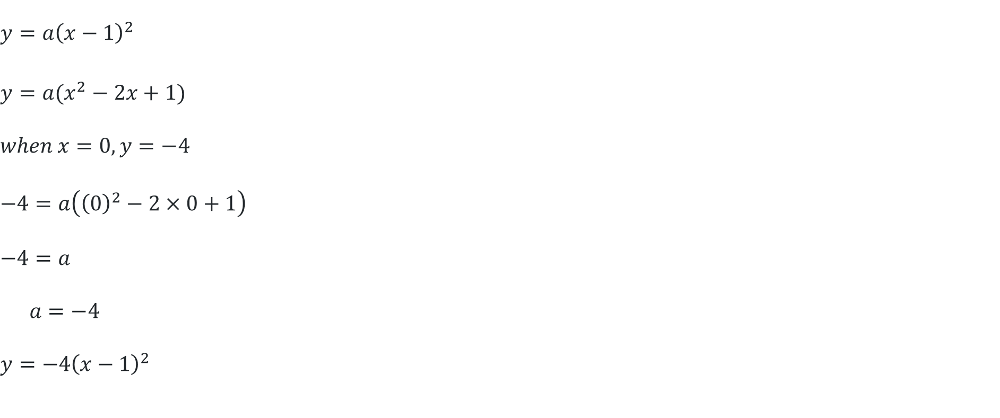 y = a(x − 1)²
y = a(x² − 2x + 1)
when x = 0, y = −4
−4 = a((0)² − 2 × 0 + 1)
−4 = a
a = −4
y = −4(x − 1)²